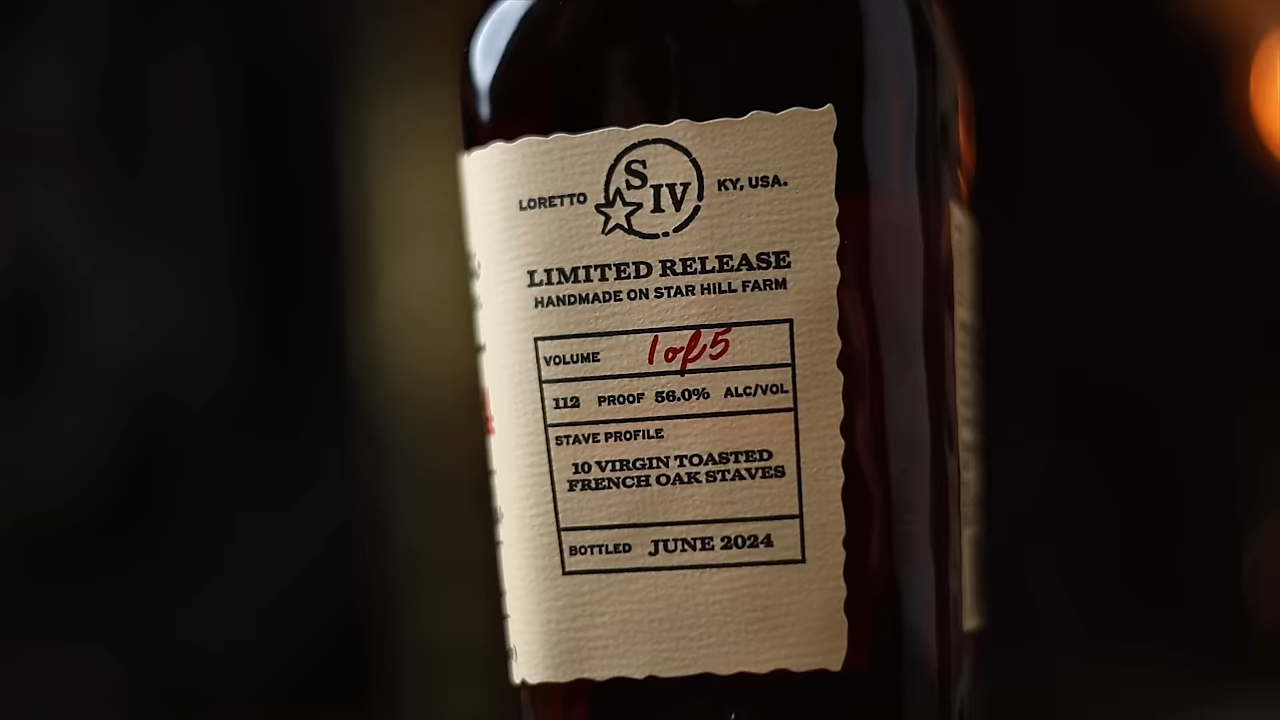 LORETTO S IV KY, USA.
LIMITED RELEASE
HANDMADE ON STAR HILL FARM
VOLUME 1 of 5
112 PROOF 56.0% ALC/VOL
STAVE PROFILE
10 VIRGIN TOASTED
FRENCH OAK STAVES
BOTTLED JUNE 2024